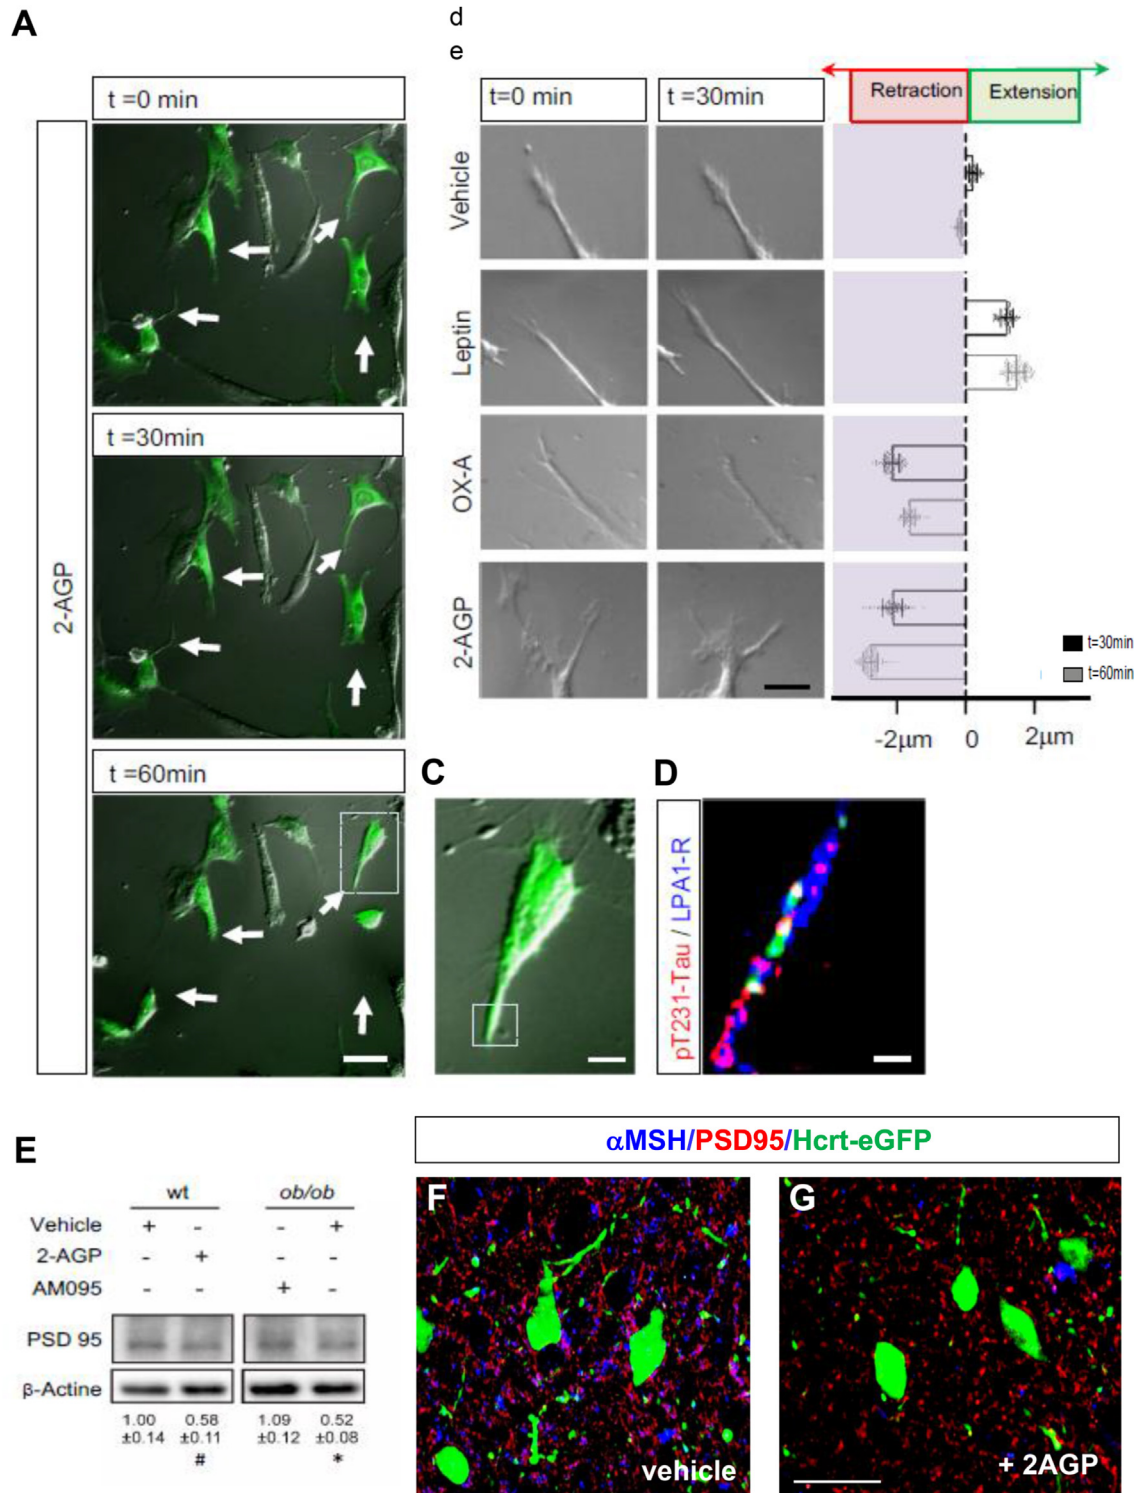 A
d
e
t =0 min
2-AGP
t =30min
t =60min
t=0 min
t =30min
Retraction
Extension
Vehicle
Leptin
OX-A
2-AGP
t=30min
t=60min
-2μm 0 2μm
C
D
pT231-Tau / LPA1-R
E
wt ob/ob
Vehicle + - - +
2-AGP - + - -
AM095 - - + -
PSD 95
β-Actine
1.00 0.58 1.09 0.52
±0.14 ±0.11 ±0.12 ±0.08
# *
αMSH/PSD95/Hcrt-eGFP
F
vehicle
G
+ 2AGP